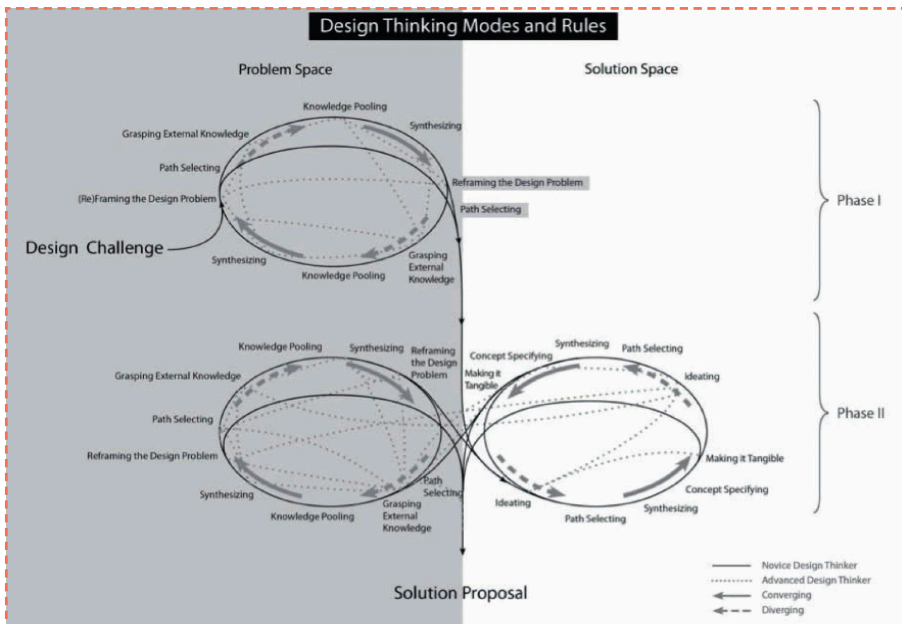 Design Thinking Modes and Rules
Problem Space
Solution Space
Knowledge Pooling
Grasping External Knowledge
Synthesizing
Path Selecting
Reframing the Design Problem
(Re)Framing the Design Problem
Path Selecting
Phase I
Design Challenge
Synthesizing
Grasping
External
Knowledge
Knowledge Pooling
Knowledge Pooling
Synthesizing
Reframing
the Design
Problem
Grasping External Knowledge
Path Selecting
Reframing the Design Problem
Synthesizing
Knowledge Pooling
Grasping
External
Knowledge
Path
Selecting
Synthesizing
Concept Specifying
Path Selecting
Making it
Tangible
Ideating
Phase II
Making it Tangible
Ideating
Concept Specifying
Synthesizing
Path Selecting
Solution Proposal
Novice Design Thinker
Advanced Design Thinker
Converging
Diverging